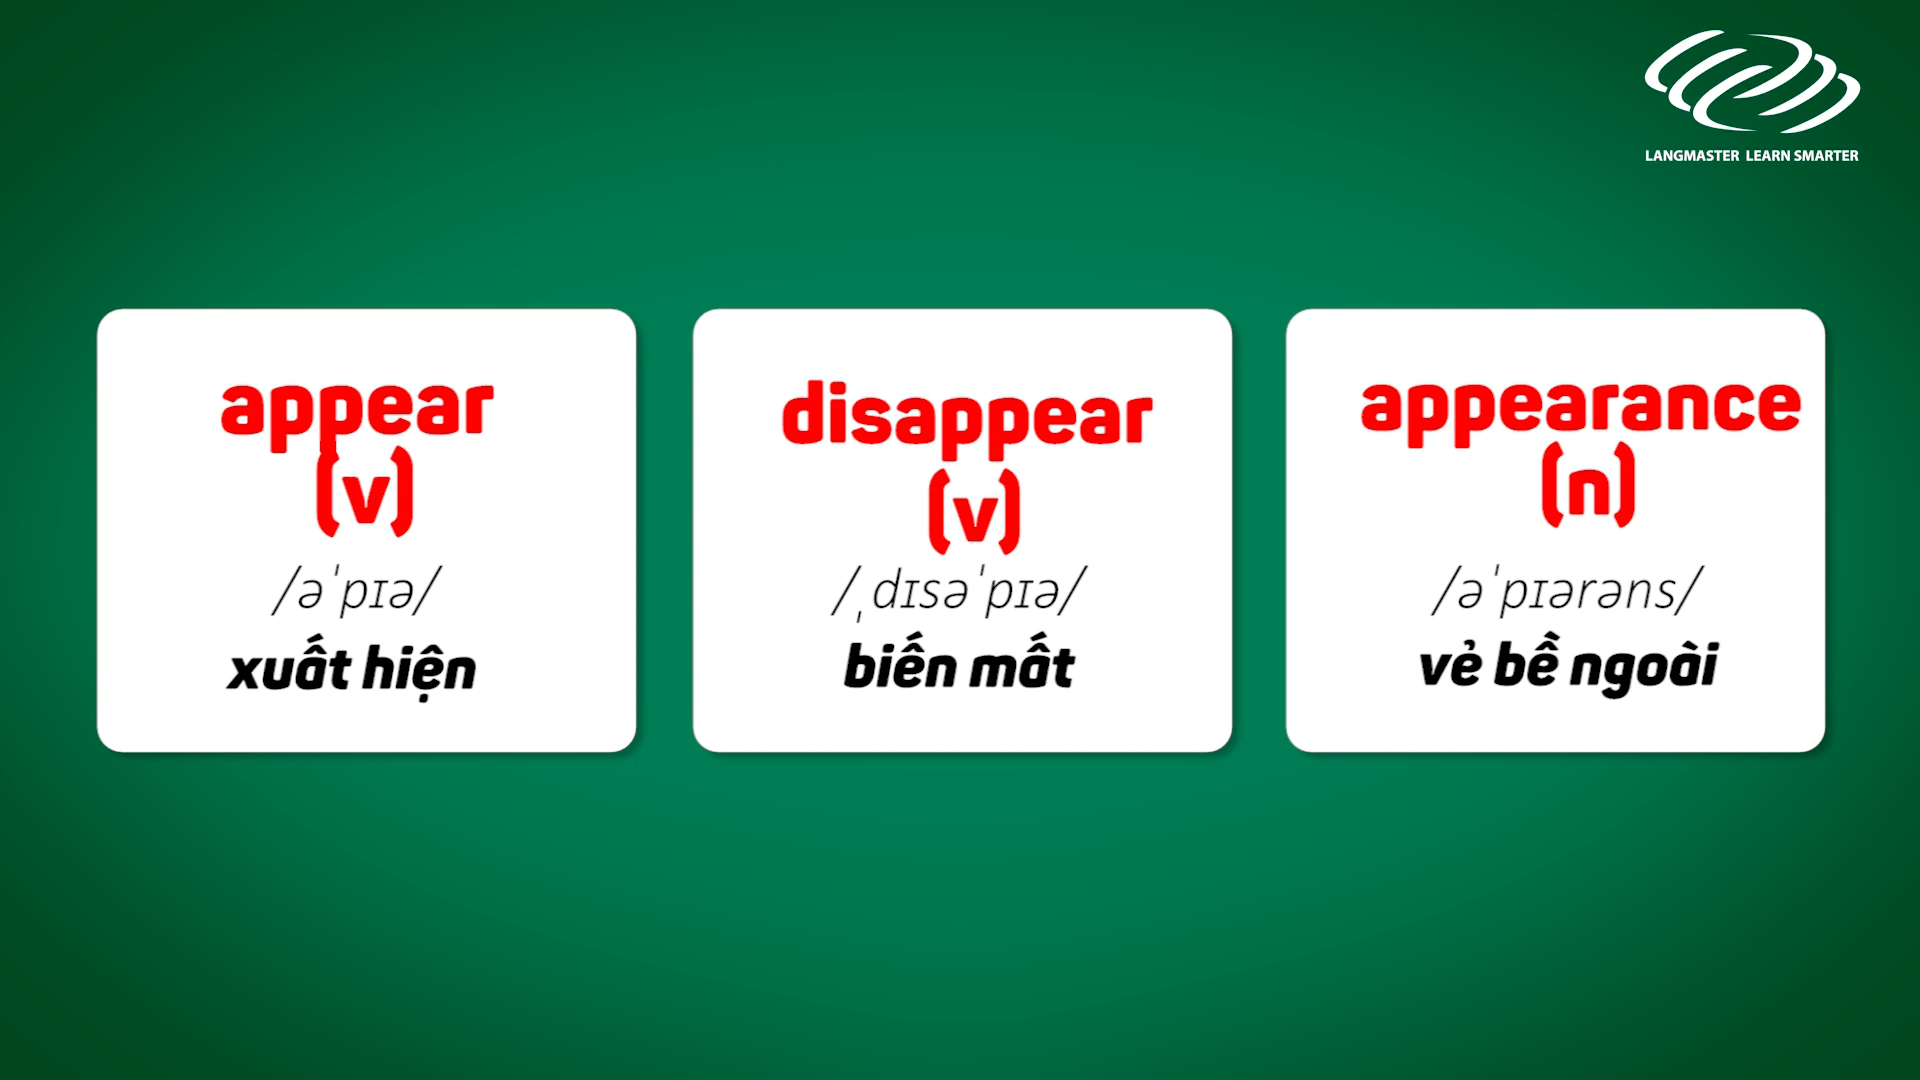 LANGMASTER LEARN SMARTER
appear
(v)
/əˈpɪə/
xuất hiện
disappear
(v)
/ˌdɪsəˈpɪə/
biến mất
appearance
(n)
/əˈpɪərəns/
vẻ bề ngoài